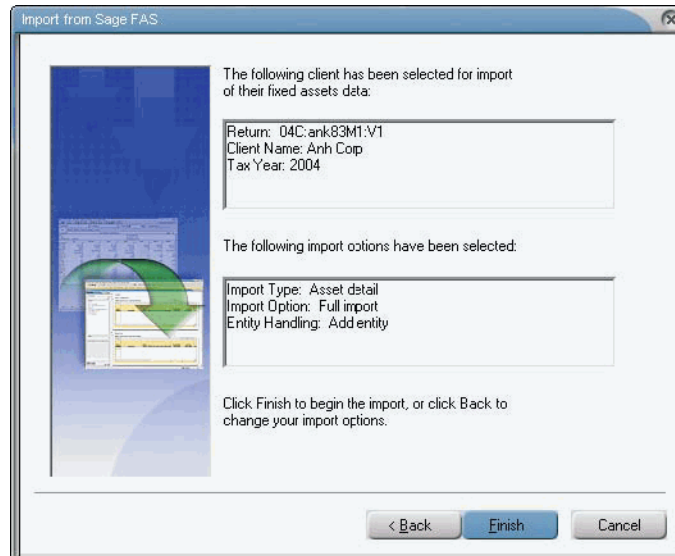 Import from Sage FAS
The following client has been selected for import
of their fixed assets data:
Return: 04C:ank83M1:V1
Client Name: Anh Corp
Tax Year: 2004
The following import options have been selected:
Import Type: Asset detail
Import Option: Full import
Entity Handling: Add entity
Click Finish to begin the import, or click Back to
change your import options.
< Back
Finish
Cancel